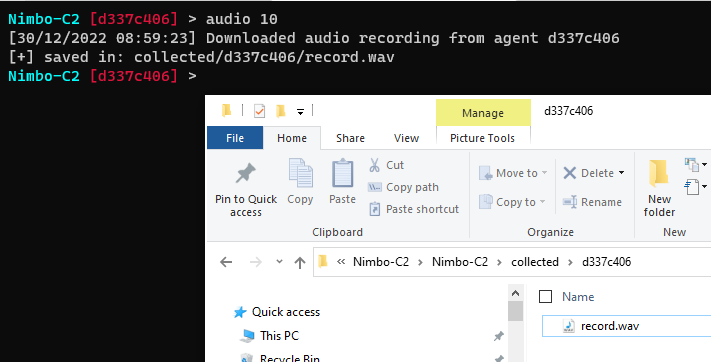 Nimbo-C2 [d337c406] > audio 10
[30/12/2022 08:59:23] Downloaded audio recording from agent d337c406
[+] saved in: collected/d337c406/record.wav
Nimbo-C2 [d337c406] >
Manage d337c406
File Home Share View Picture Tools
Pin to Quick access
Copy
Paste
Cut
Copy path
Paste shortcut
Clipboard
Move to
Copy to
Delete
Rename
Organize
New folder
New
« Nimbo-C2 > Nimbo-C2 > collected > d337c406
Quick access
This PC
Recycle Bin
Name
record.wav